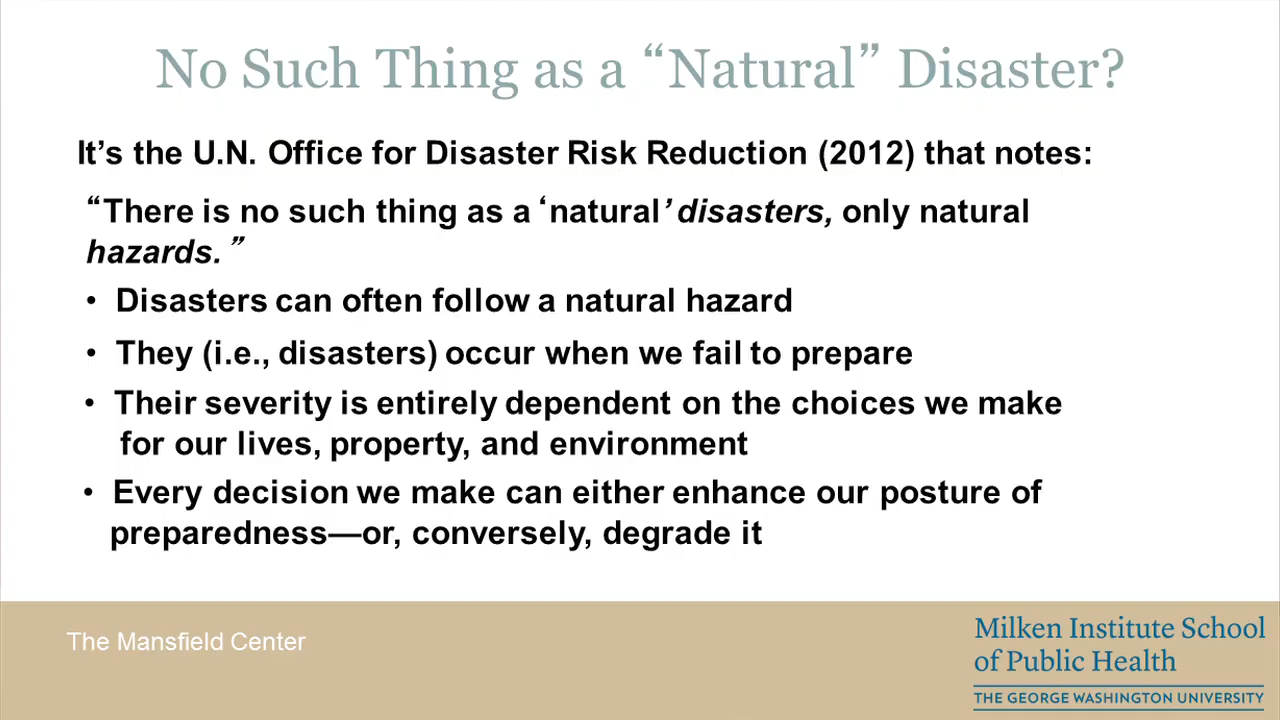 No Such Thing as a “Natural” Disaster?
It’s the U.N. Office for Disaster Risk Reduction (2012) that notes:
“There is no such thing as a ‘natural’ disasters, only natural
hazards.”
• Disasters can often follow a natural hazard
• They (i.e., disasters) occur when we fail to prepare
• Their severity is entirely dependent on the choices we make
for our lives, property, and environment
• Every decision we make can either enhance our posture of
preparedness—or, conversely, degrade it
The Mansfield Center
Milken Institute School
of Public Health
THE GEORGE WASHINGTON UNIVERSITY